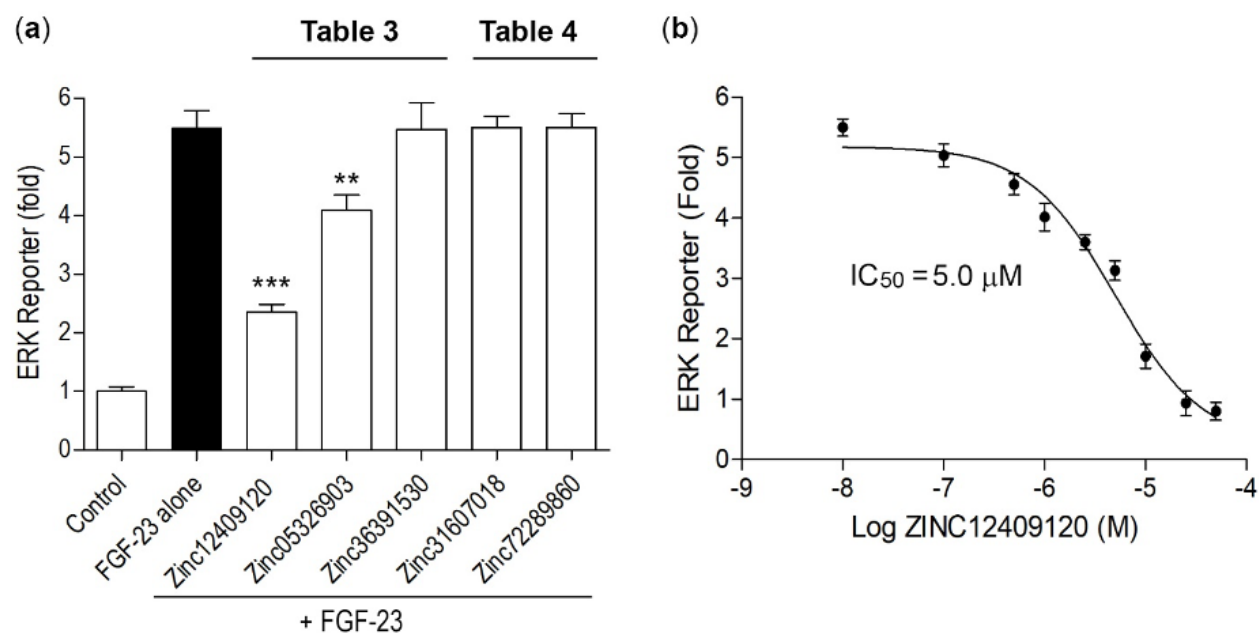 (a)
Table 3 Table 4
ERK Reporter (fold)
6
5
4
3
2
1
0
***
**
Control
FGF-23 alone
Zinc12409120
Zinc05326903
Zinc36391530
Zinc31607018
Zinc72289860
+ FGF-23
(b)
ERK Reporter (Fold)
6
5
4
3
2
1
0
IC50 = 5.0 μM
-9 -8 -7 -6 -5 -4
Log ZINC12409120 (M)